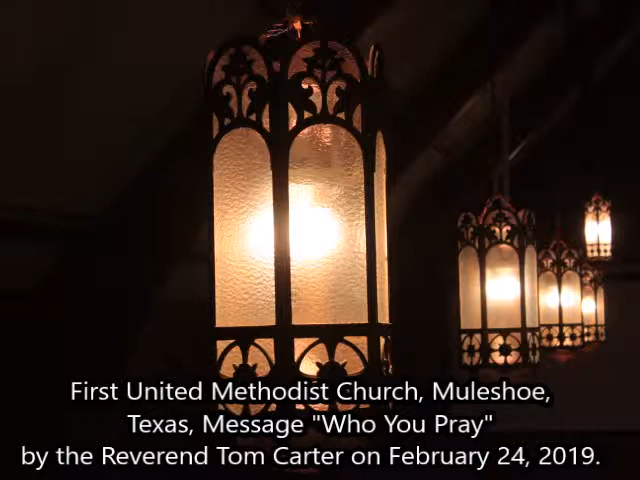 First United Methodist Church, Muleshoe,
Texas, Message "Who You Pray"
by the Reverend Tom Carter on February 24, 2019.